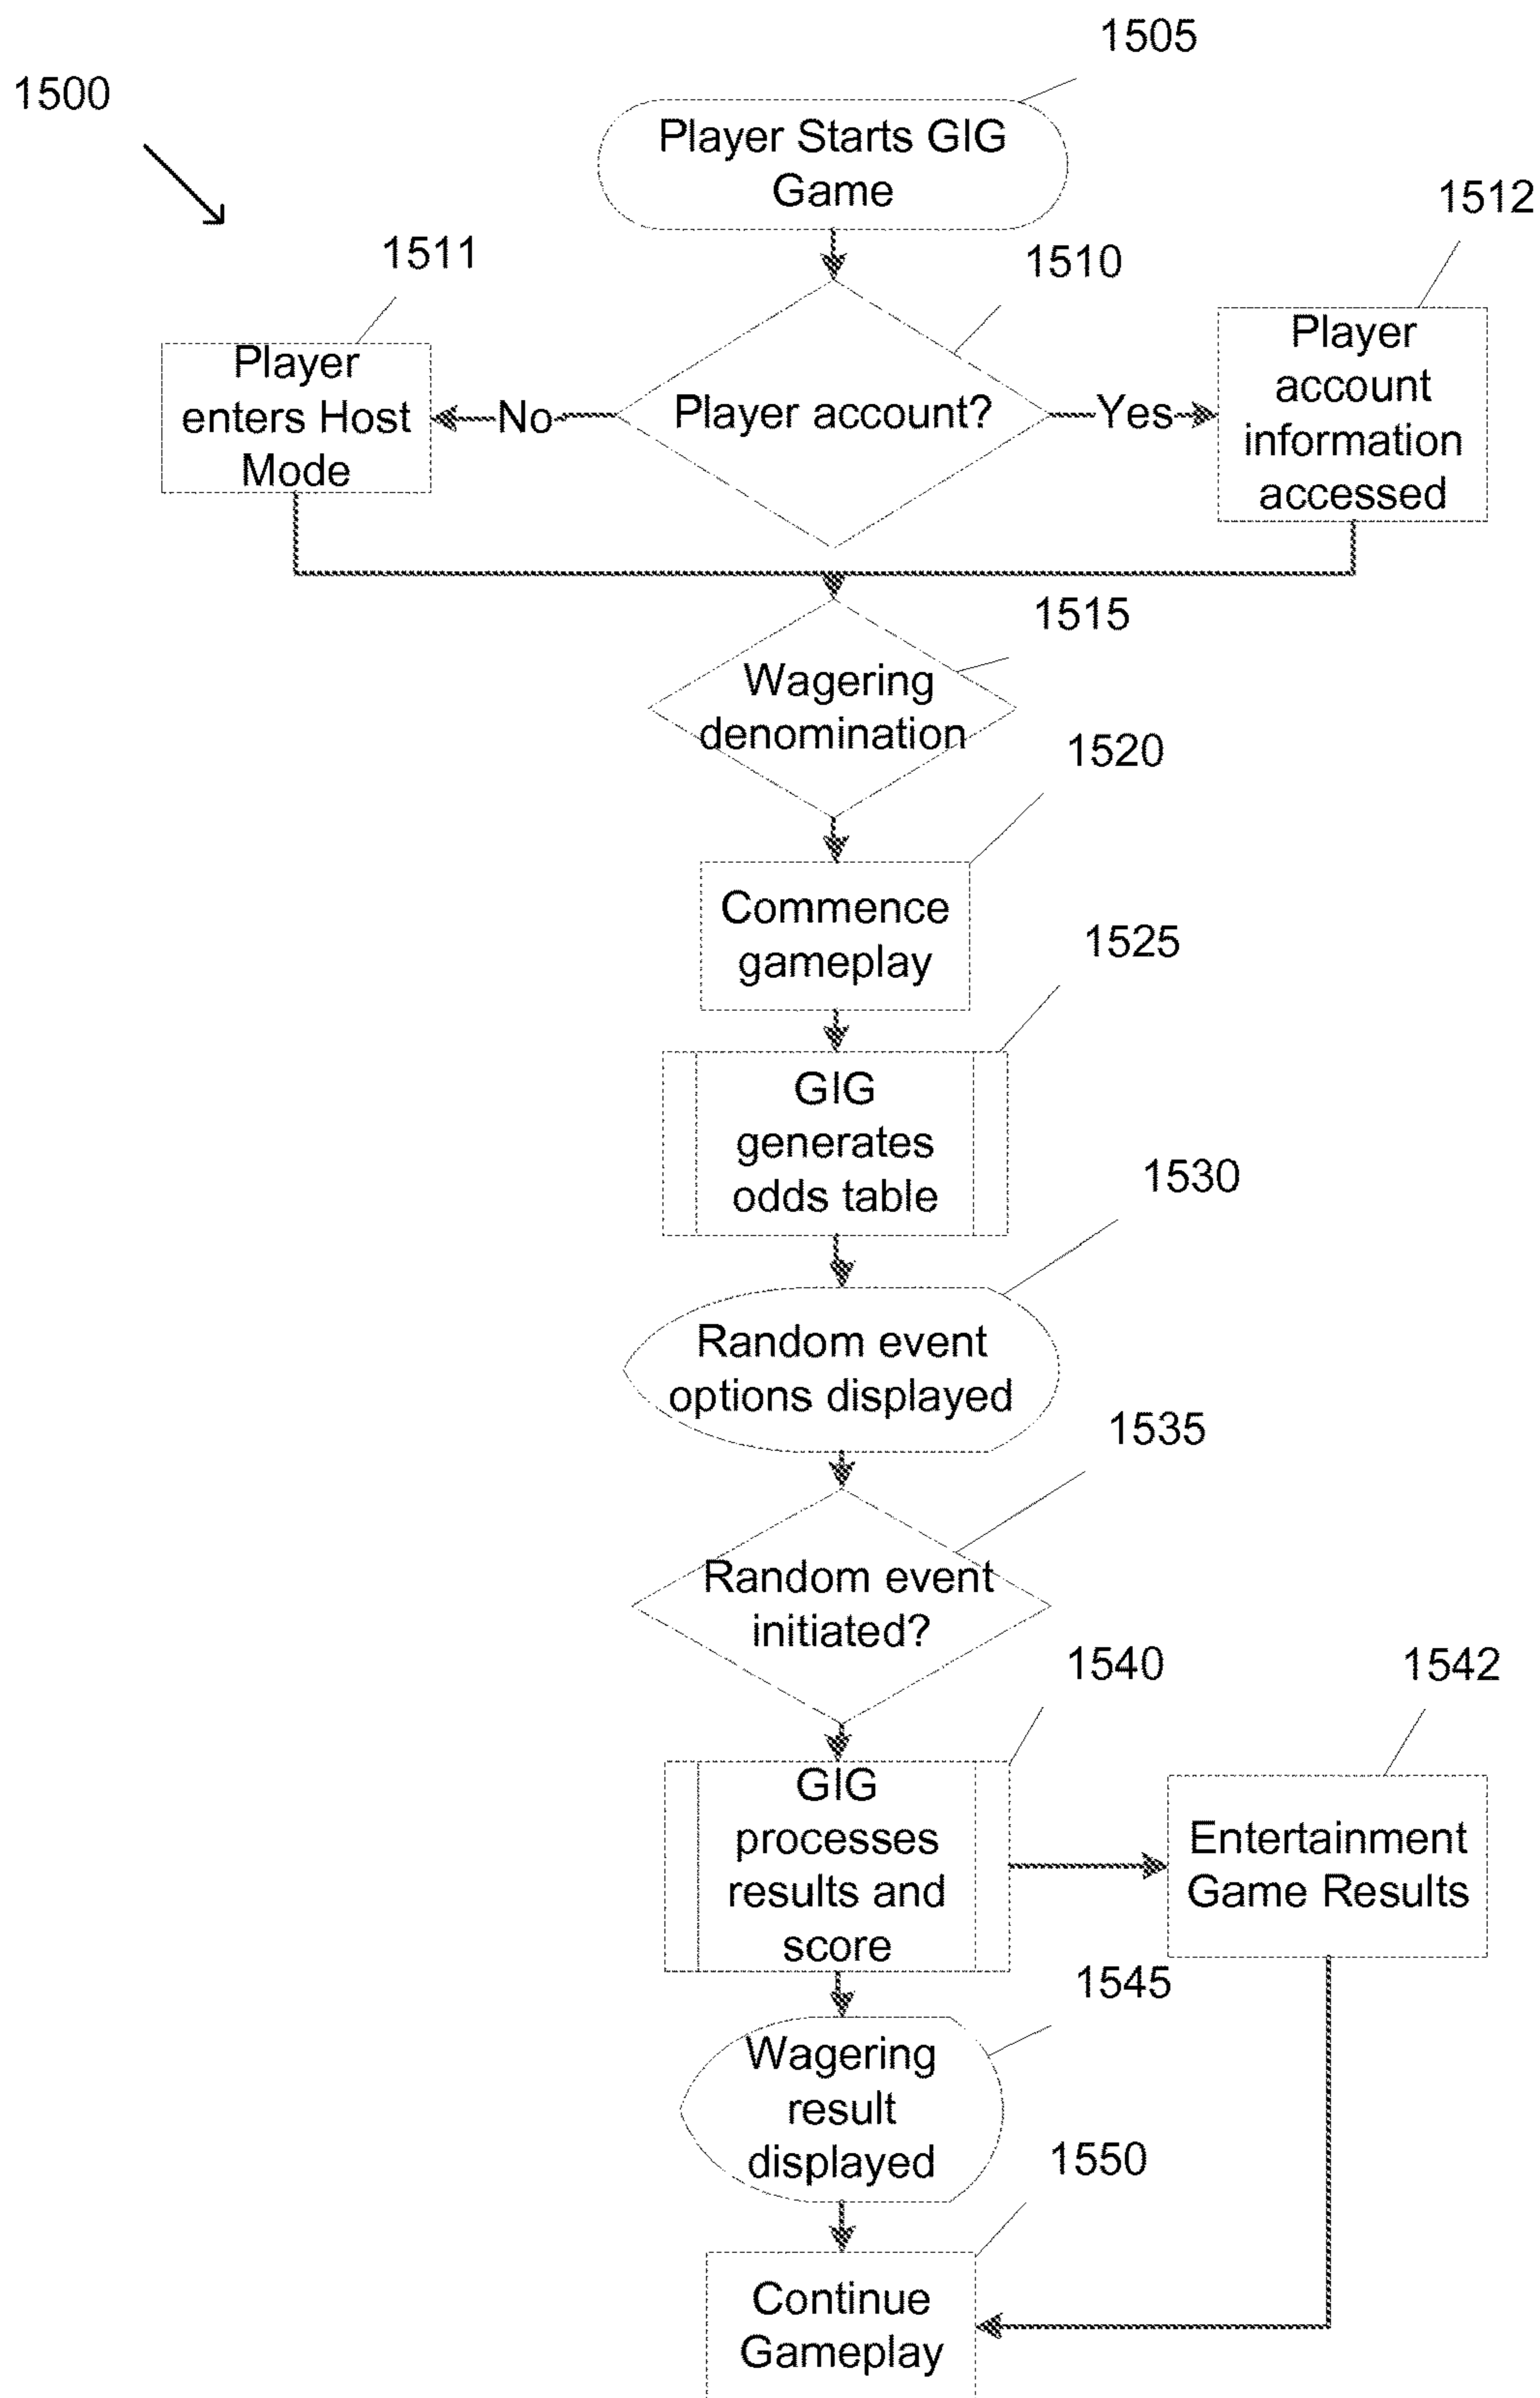 1505
1500
Player Starts GIG
Game
1512
1511
1510
Player
enters Host
Mode
No
Player account?
Yes
Player
account
information
accessed
1515
Wagering
denomination
1520
Commence
gameplay
1525
GIG
generates
odds table
1530
Random event
options displayed
1535
Random event
initiated?
1540
1542
GIG
processes
results and
score
Entertainment
Game Results
1545
Wagering
result
displayed
1550
Continue
Gameplay